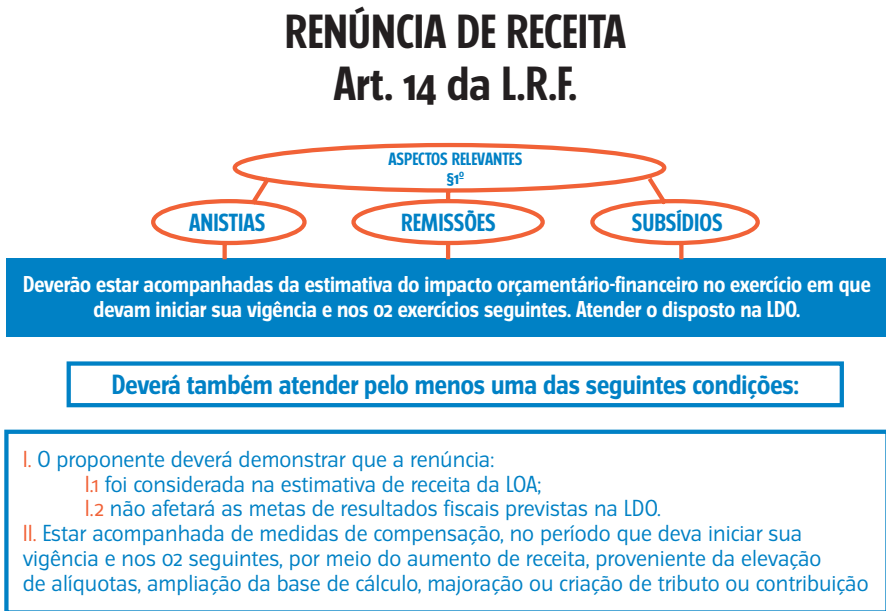 RENÚNCIA DE RECEITA
Art. 14 da L.R.F.
ASPECTOS RELEVANTES
§1º
ANISTIAS
REMISSÕES
SUBSÍDIOS
Deverão estar acompanhadas da estimativa do impacto orçamentário-financeiro no exercício em que
devam iniciar sua vigência e nos 02 exercícios seguintes. Atender o disposto na LDO.
Deverá também atender pelo menos uma das seguintes condições:
I. O proponente deverá demonstrar que a renúncia:
I.1 foi considerada na estimativa de receita da LOA;
I.2 não afetará as metas de resultados fiscais previstas na LDO.
II. Estar acompanhada de medidas de compensação, no período que deva iniciar sua
vigência e nos 02 seguintes, por meio do aumento de receita, proveniente da elevação
de alíquotas, ampliação da base de cálculo, majoração ou criação de tributo ou contribuição